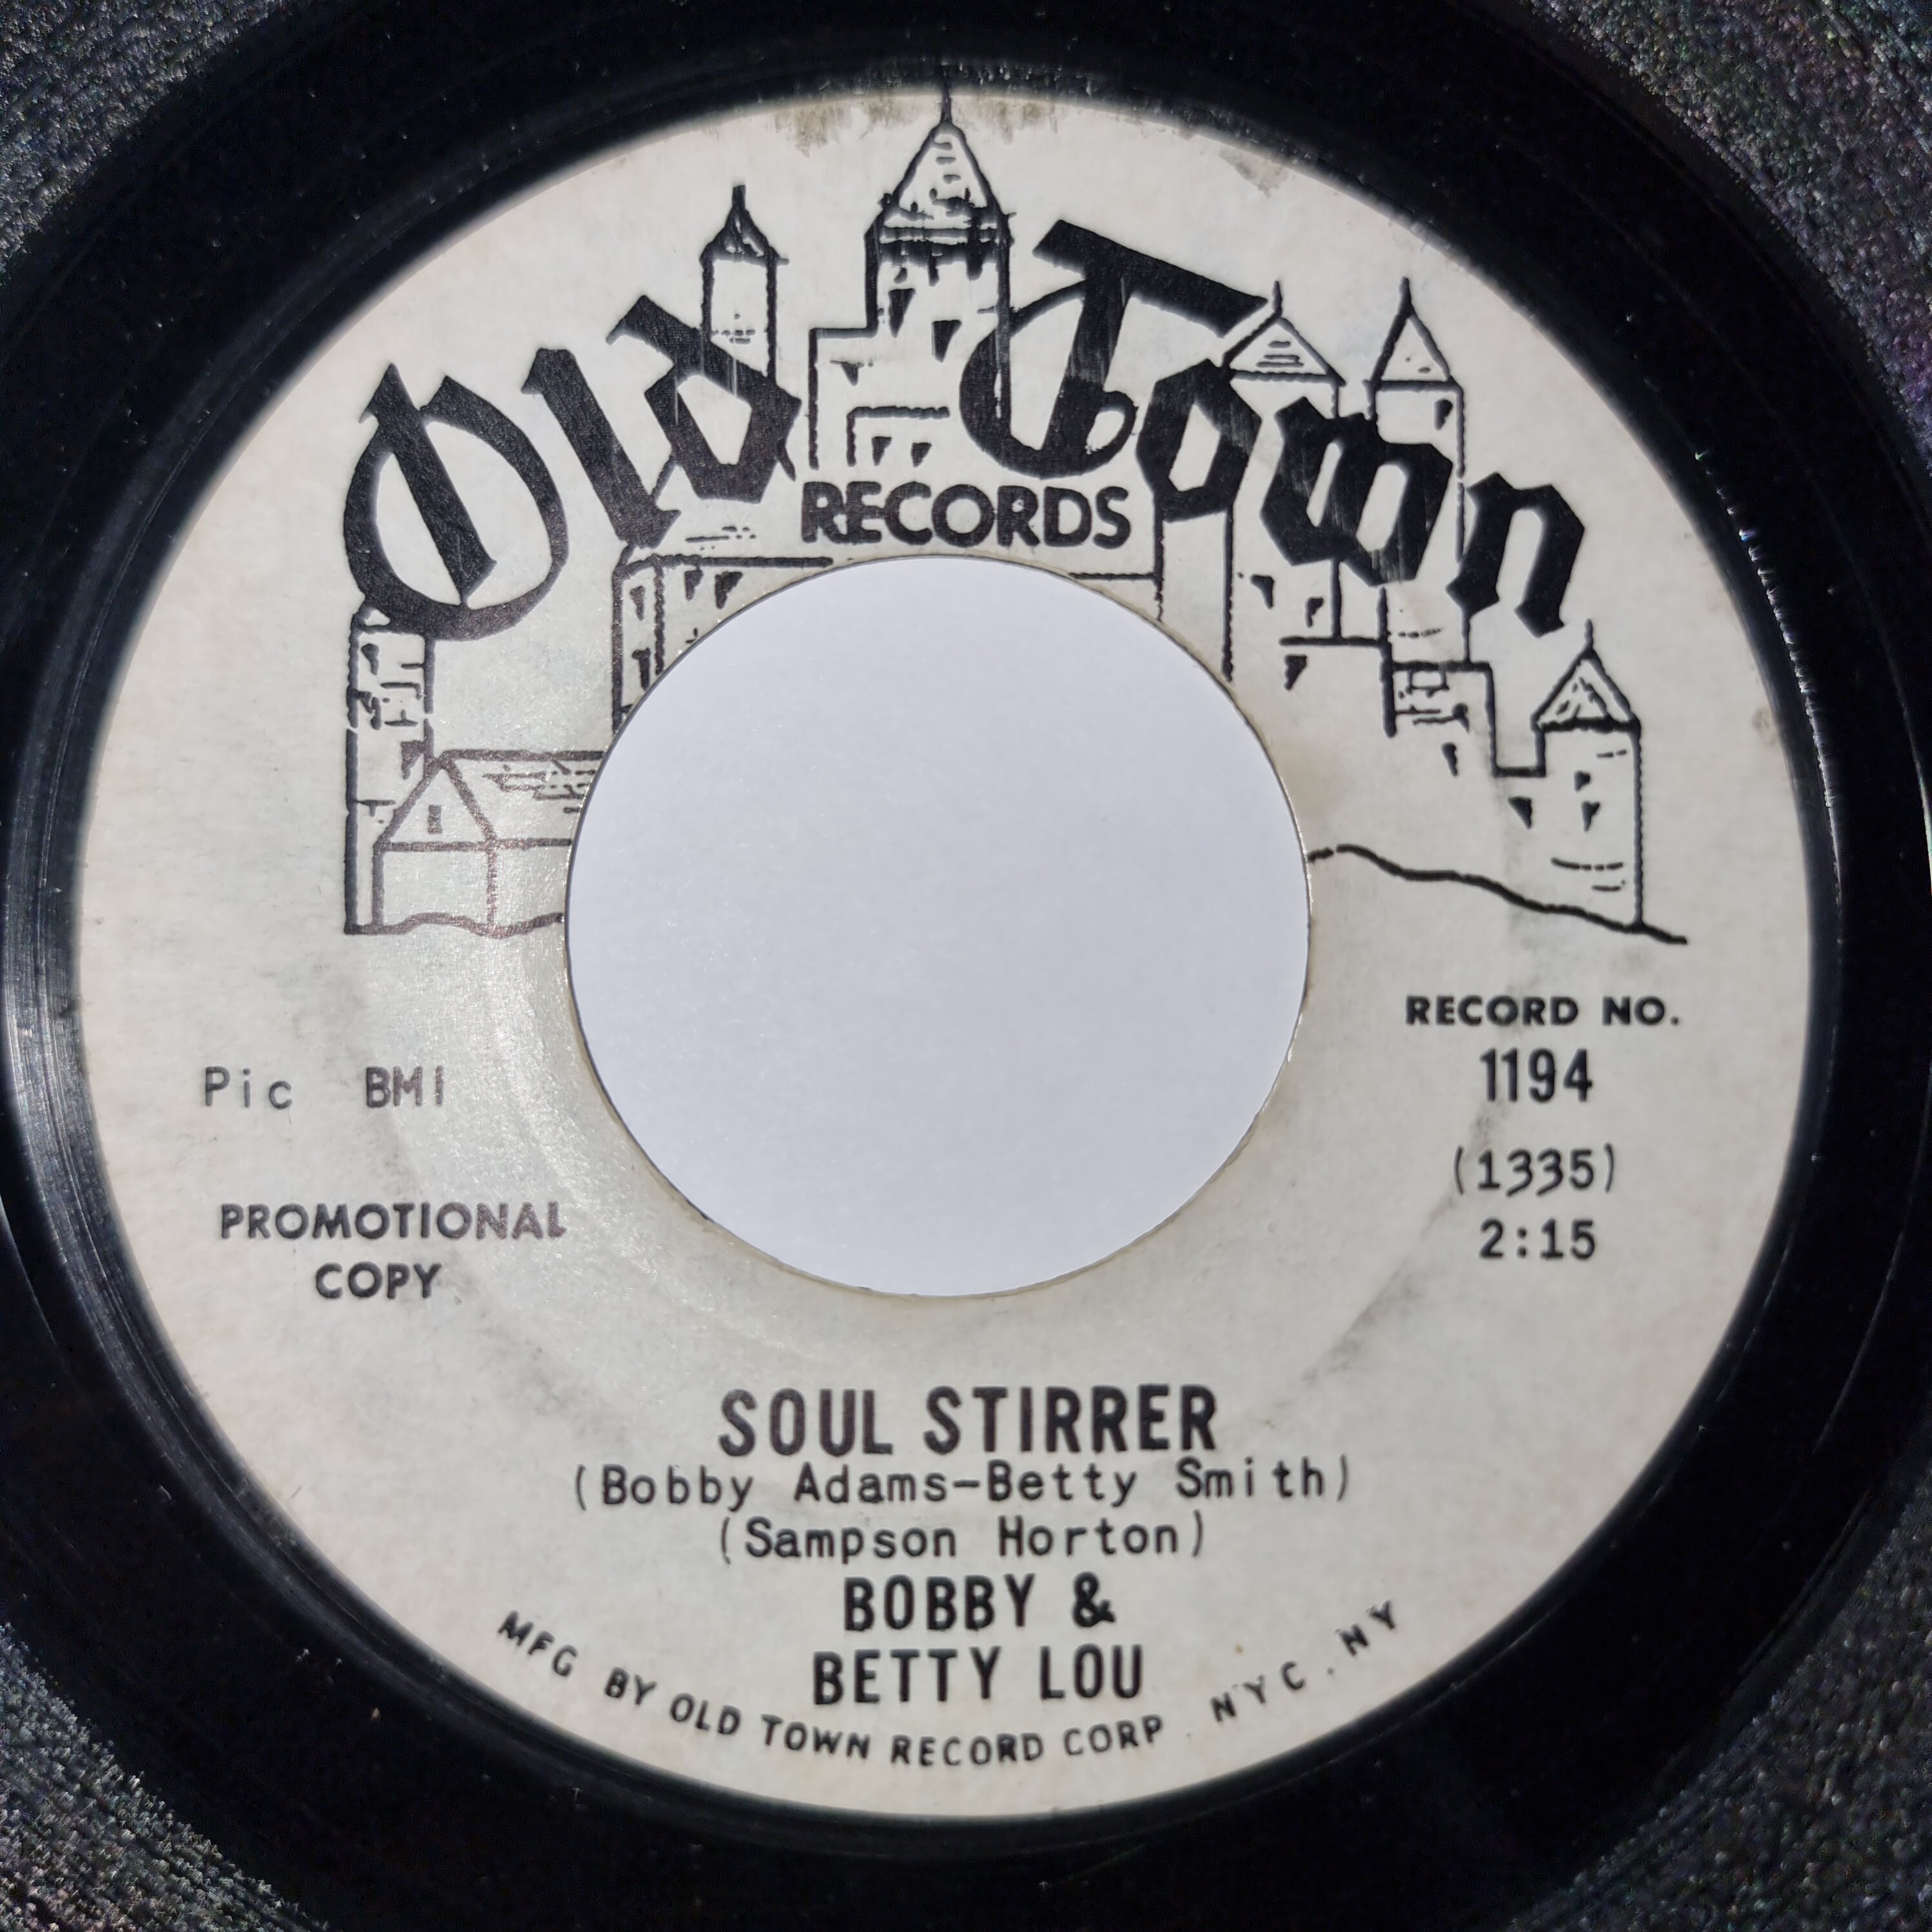 Old Town
RECORDS
RECORD NO.
1194
(1335)
2:15
Pic BMI
PROMOTIONAL
COPY
SOUL STIRRER
(Bobby Adams-Betty Smith)
(Sampson Horton)
BOBBY &
BETTY LOU
MFG BY OLD TOWN RECORD CORP. NYC. NY